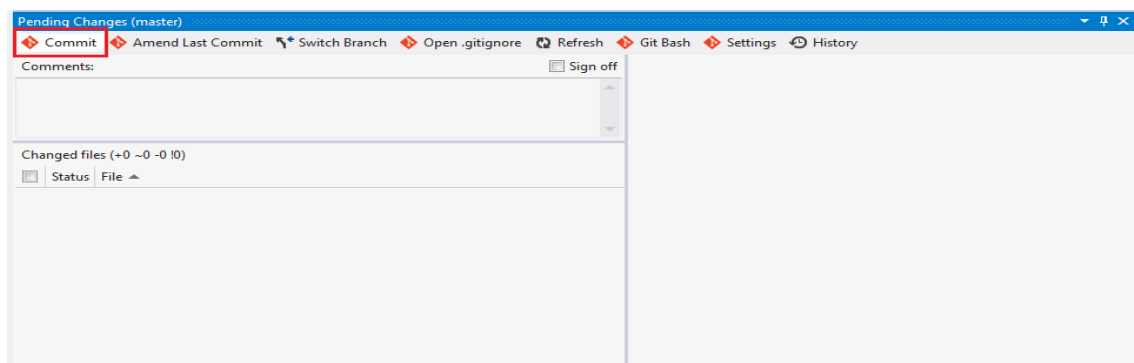 Pending Changes (master)
Commit Amend Last Commit Switch Branch Open .gitignore Refresh Git Bash Settings History
Comments: Sign off
Changed files (+0 ~0 -0 !0)
Status File